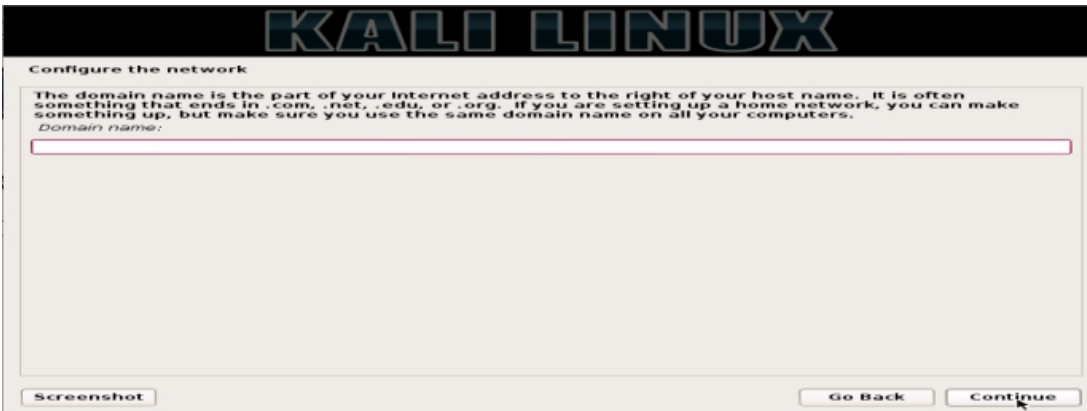 KALI LINUX
Configure the network
The domain name is the part of your Internet address to the right of your host name. It is often
something that ends in .com, .net, .edu, or .org. If you are setting up a home network, you can make
something up, but make sure you use the same domain name on all your computers.
Domain name:
Screenshot Go Back Continue